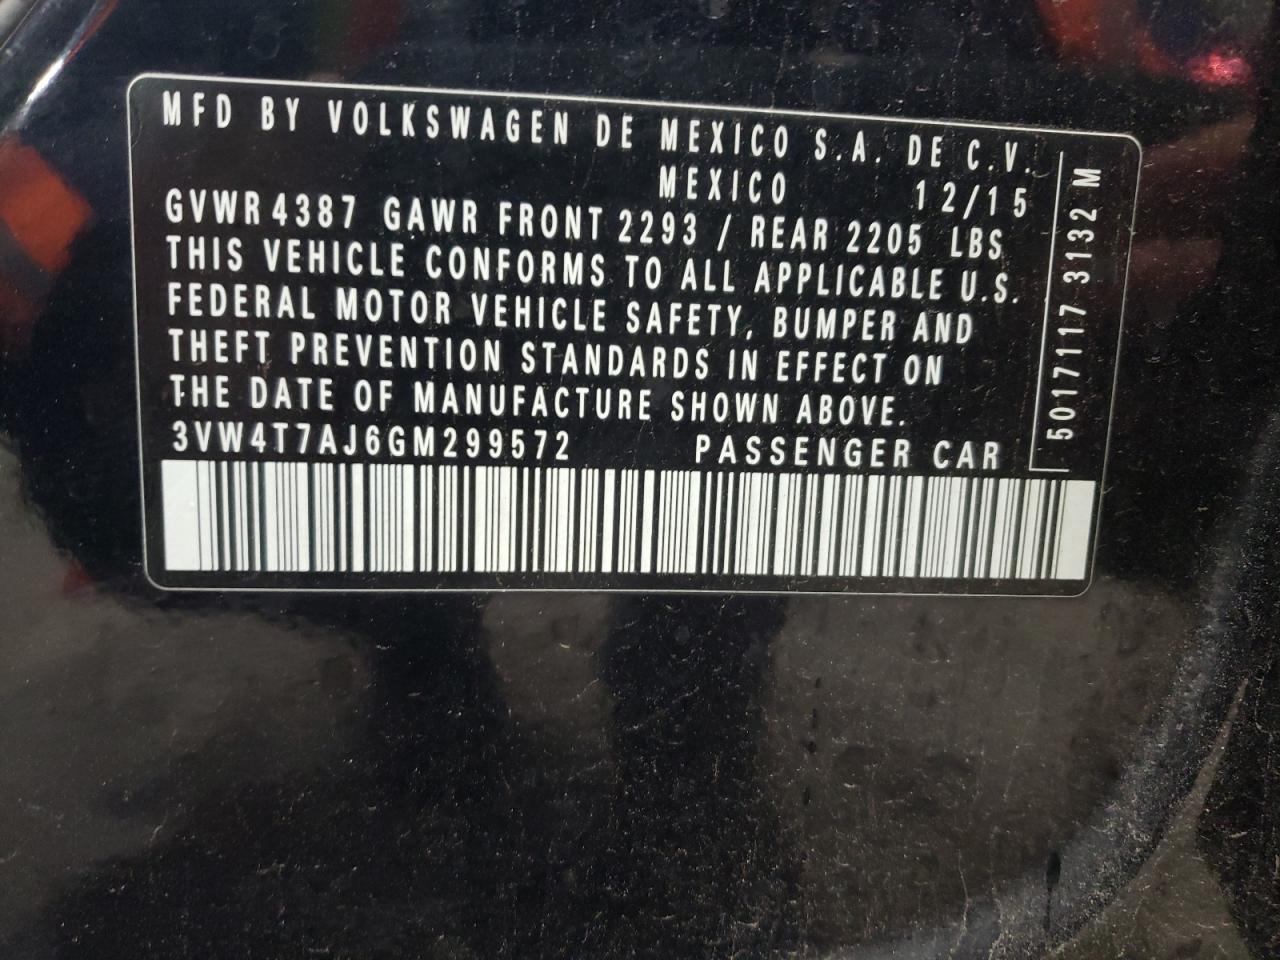 MFD BY VOLKSWAGEN DE MEXICO S.A. DE C.V.
MEXICO 12/15
GVWR 4387 GAWR FRONT 2293 / REAR 2205 LBS
THIS VEHICLE CONFORMS TO ALL APPLICABLE U.S.
FEDERAL MOTOR VEHICLE SAFETY, BUMPER AND
THEFT PREVENTION STANDARDS IN EFFECT ON
THE DATE OF MANUFACTURE SHOWN ABOVE.
3VW4T7AJ6GM299572 PASSENGER CAR
5017117 3132 M